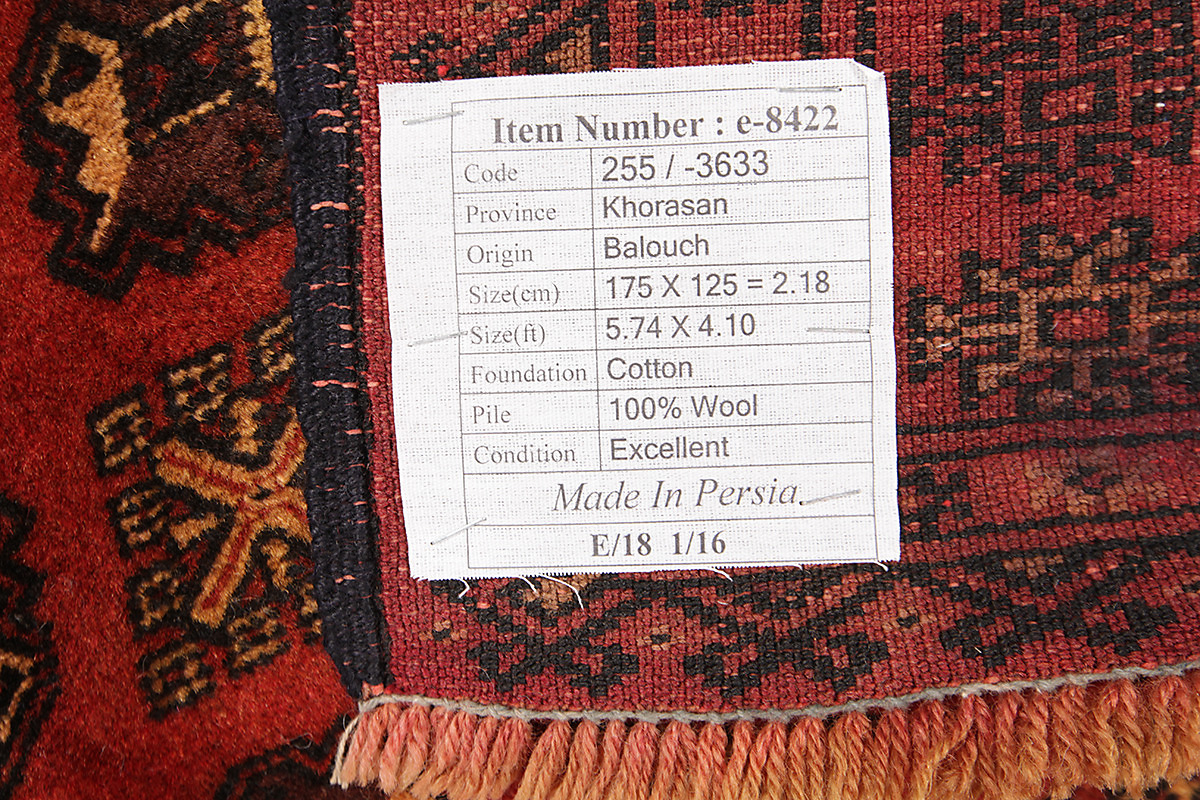 Item Number : e-8422
Code 255 / -3633
Province Khorasan
Origin Balouch
Size(cm) 175 X 125 = 2.18
Size(ft) 5.74 X 4.10
Foundation Cotton
Pile 100% Wool
Condition Excellent
Made In Persia.
E/18 1/16